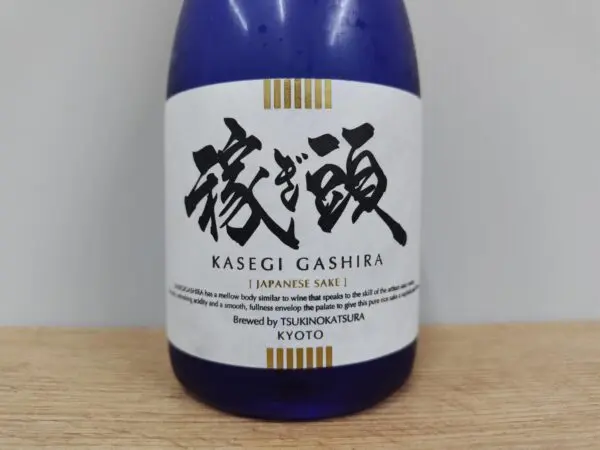 稼ぎ頭
KASEGI GASHIRA
[ JAPANESE SAKE ]
KASEGIGASHIRA has a mellow body similar to wine that speaks to the skill of the
acidity and a smooth, fullness envelop the palate to give this pure rice sake
Brewed by TSUKINOKATSURA
KYOTO